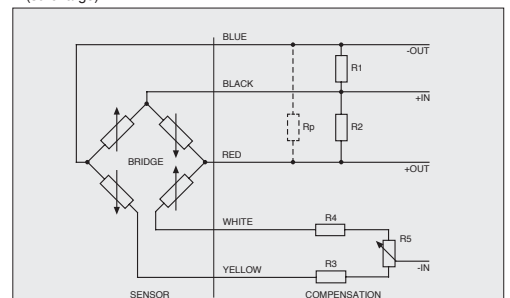 BLUE
-OUT
R1
BLACK
+IN
Rp
R2
BRIDGE
RED
+OUT
WHITE
R4
R5
-IN
YELLOW
R3
SENSOR
COMPENSATION